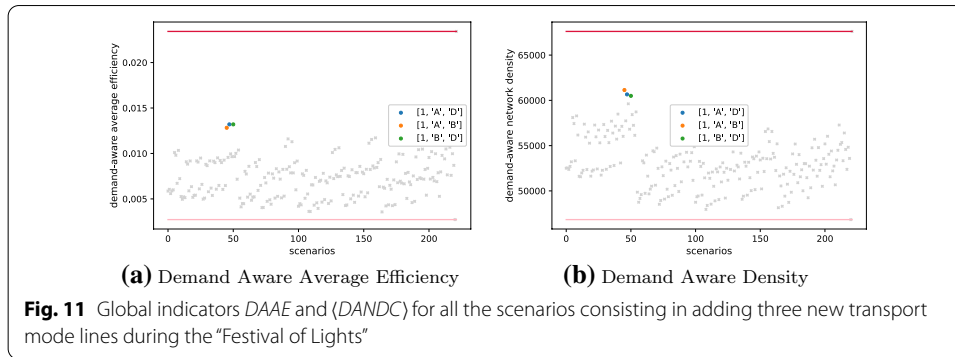 demand-aware average efficiency
0.020
0.015
0.010
0.005
0
50
100
150
200
scenarios
[1, 'A', 'D']
[1, 'A', 'B']
[1, 'B', 'D']
(a) Demand Aware Average Efficiency
demand-aware network density
65000
60000
55000
50000
0
50
100
150
200
scenarios
[1, 'A', 'D']
[1, 'A', 'B']
[1, 'B', 'D']
(b) Demand Aware Density
Fig. 11 Global indicators DAAE and ⟨DANDC⟩ for all the scenarios consisting in adding three new transport
mode lines during the “Festival of Lights”